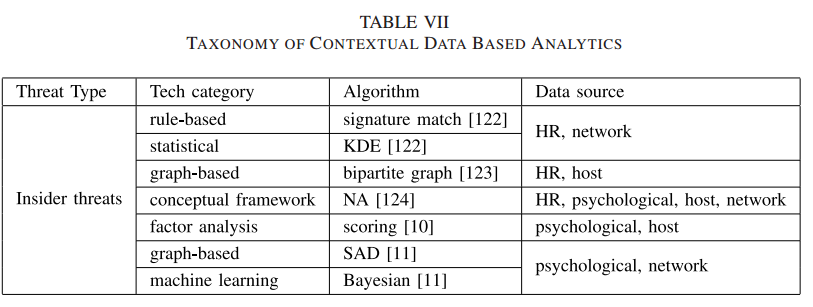 TABLE VII
TAXONOMY OF CONTEXTUAL DATA BASED ANALYTICS
Threat Type Tech category Algorithm Data source
Insider threats
rule-based signature match [122]
HR, network
statistical KDE [122]
graph-based bipartite graph [123] HR, host
conceptual framework NA [124] HR, psychological, host, network
factor analysis scoring [10] psychological, host
graph-based SAD [11]
psychological, network
machine learning Bayesian [11]